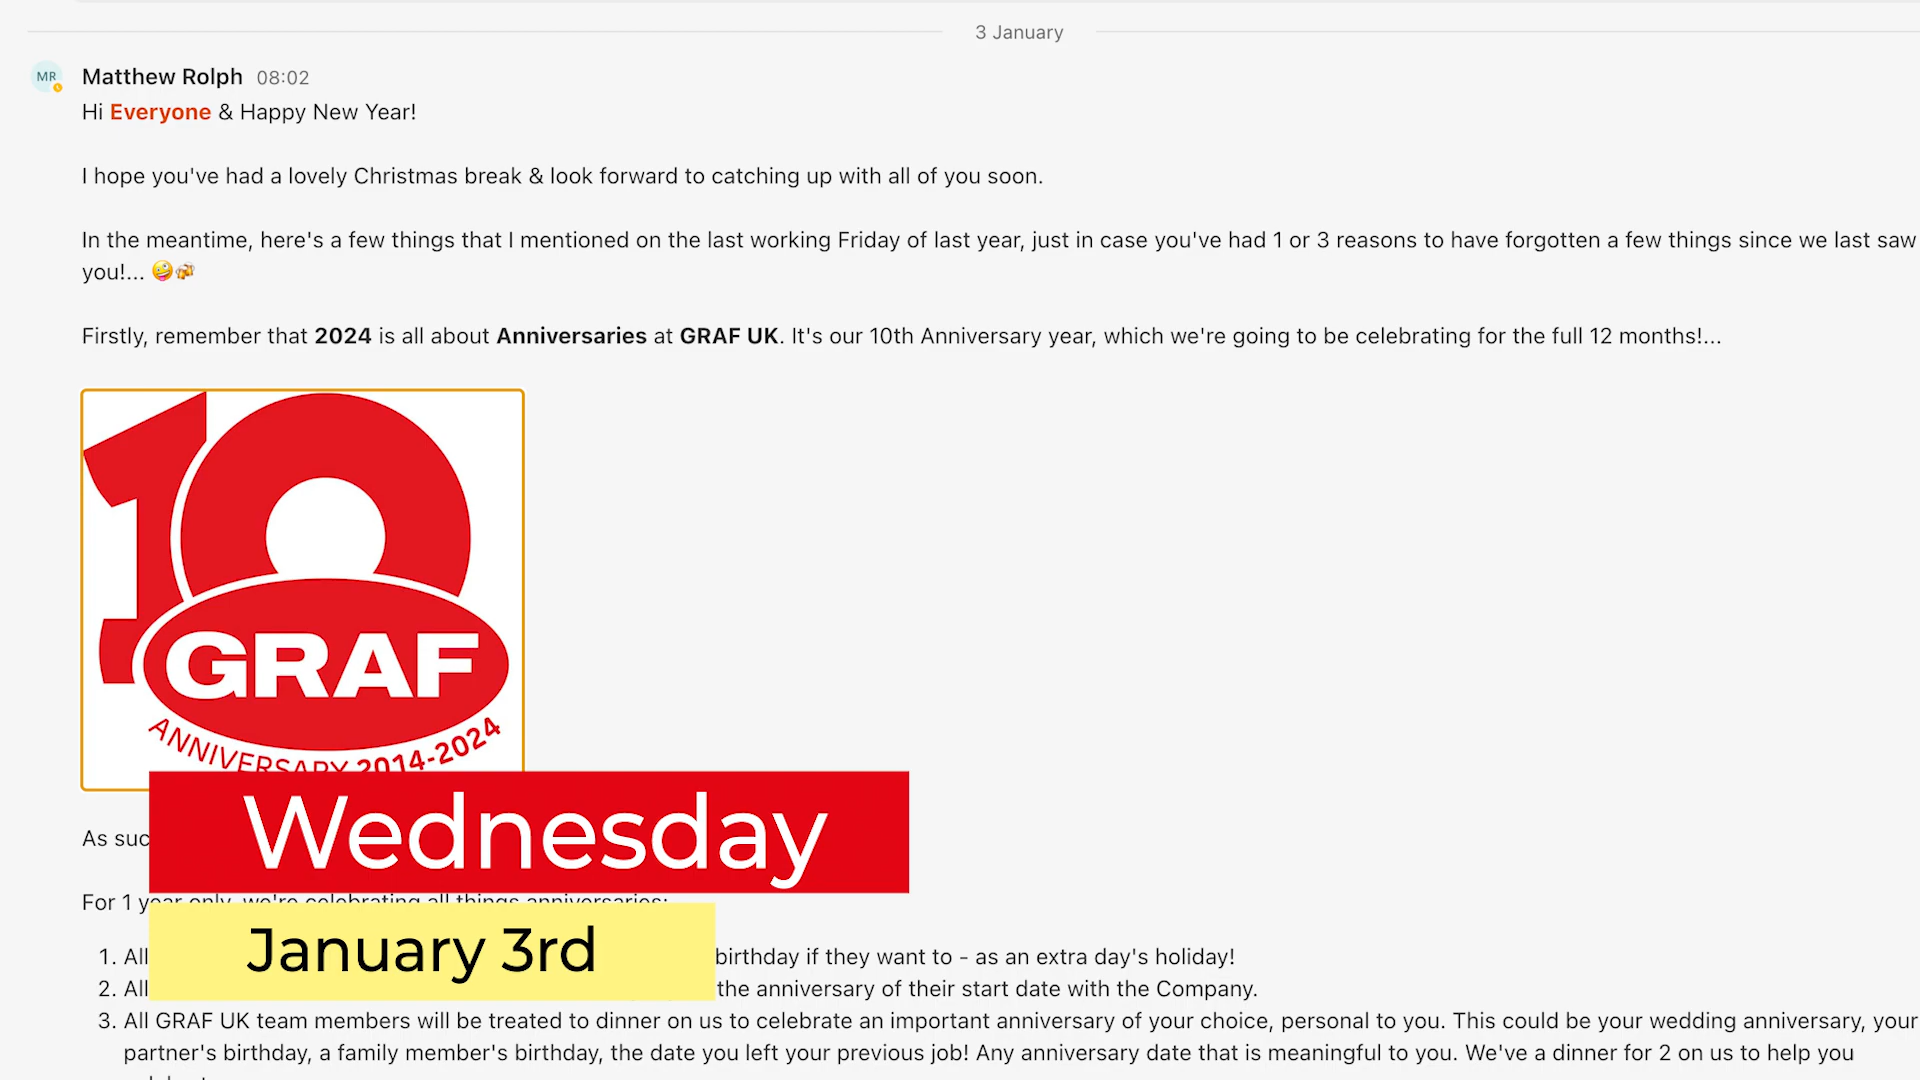 3 January
MR
Matthew Rolph 08:02
Hi Everyone & Happy New Year!
I hope you've had a lovely Christmas break & look forward to catching up with all of you soon.
In the meantime, here's a few things that I mentioned on the last working Friday of last year, just in case you've had 1 or 3 reasons to have forgotten a few things since we last saw
you!... 🤪🍻
Firstly, remember that 2024 is all about Anniversaries at GRAF UK. It's our 10th Anniversary year, which we're going to be celebrating for the full 12 months!...
10
GRAF
ANNIVERSARY 2014-2024
Wednesday
As suc
For 1 year only, we're celebrating all things anniversaries:
January 3rd
1. All birthday if they want to - as an extra day's holiday!
2. All the anniversary of their start date with the Company.
3. All GRAF UK team members will be treated to dinner on us to celebrate an important anniversary of your choice, personal to you. This could be your wedding anniversary, your
partner's birthday, a family member's birthday, the date you left your previous job! Any anniversary date that is meaningful to you. We've a dinner for 2 on us to help you